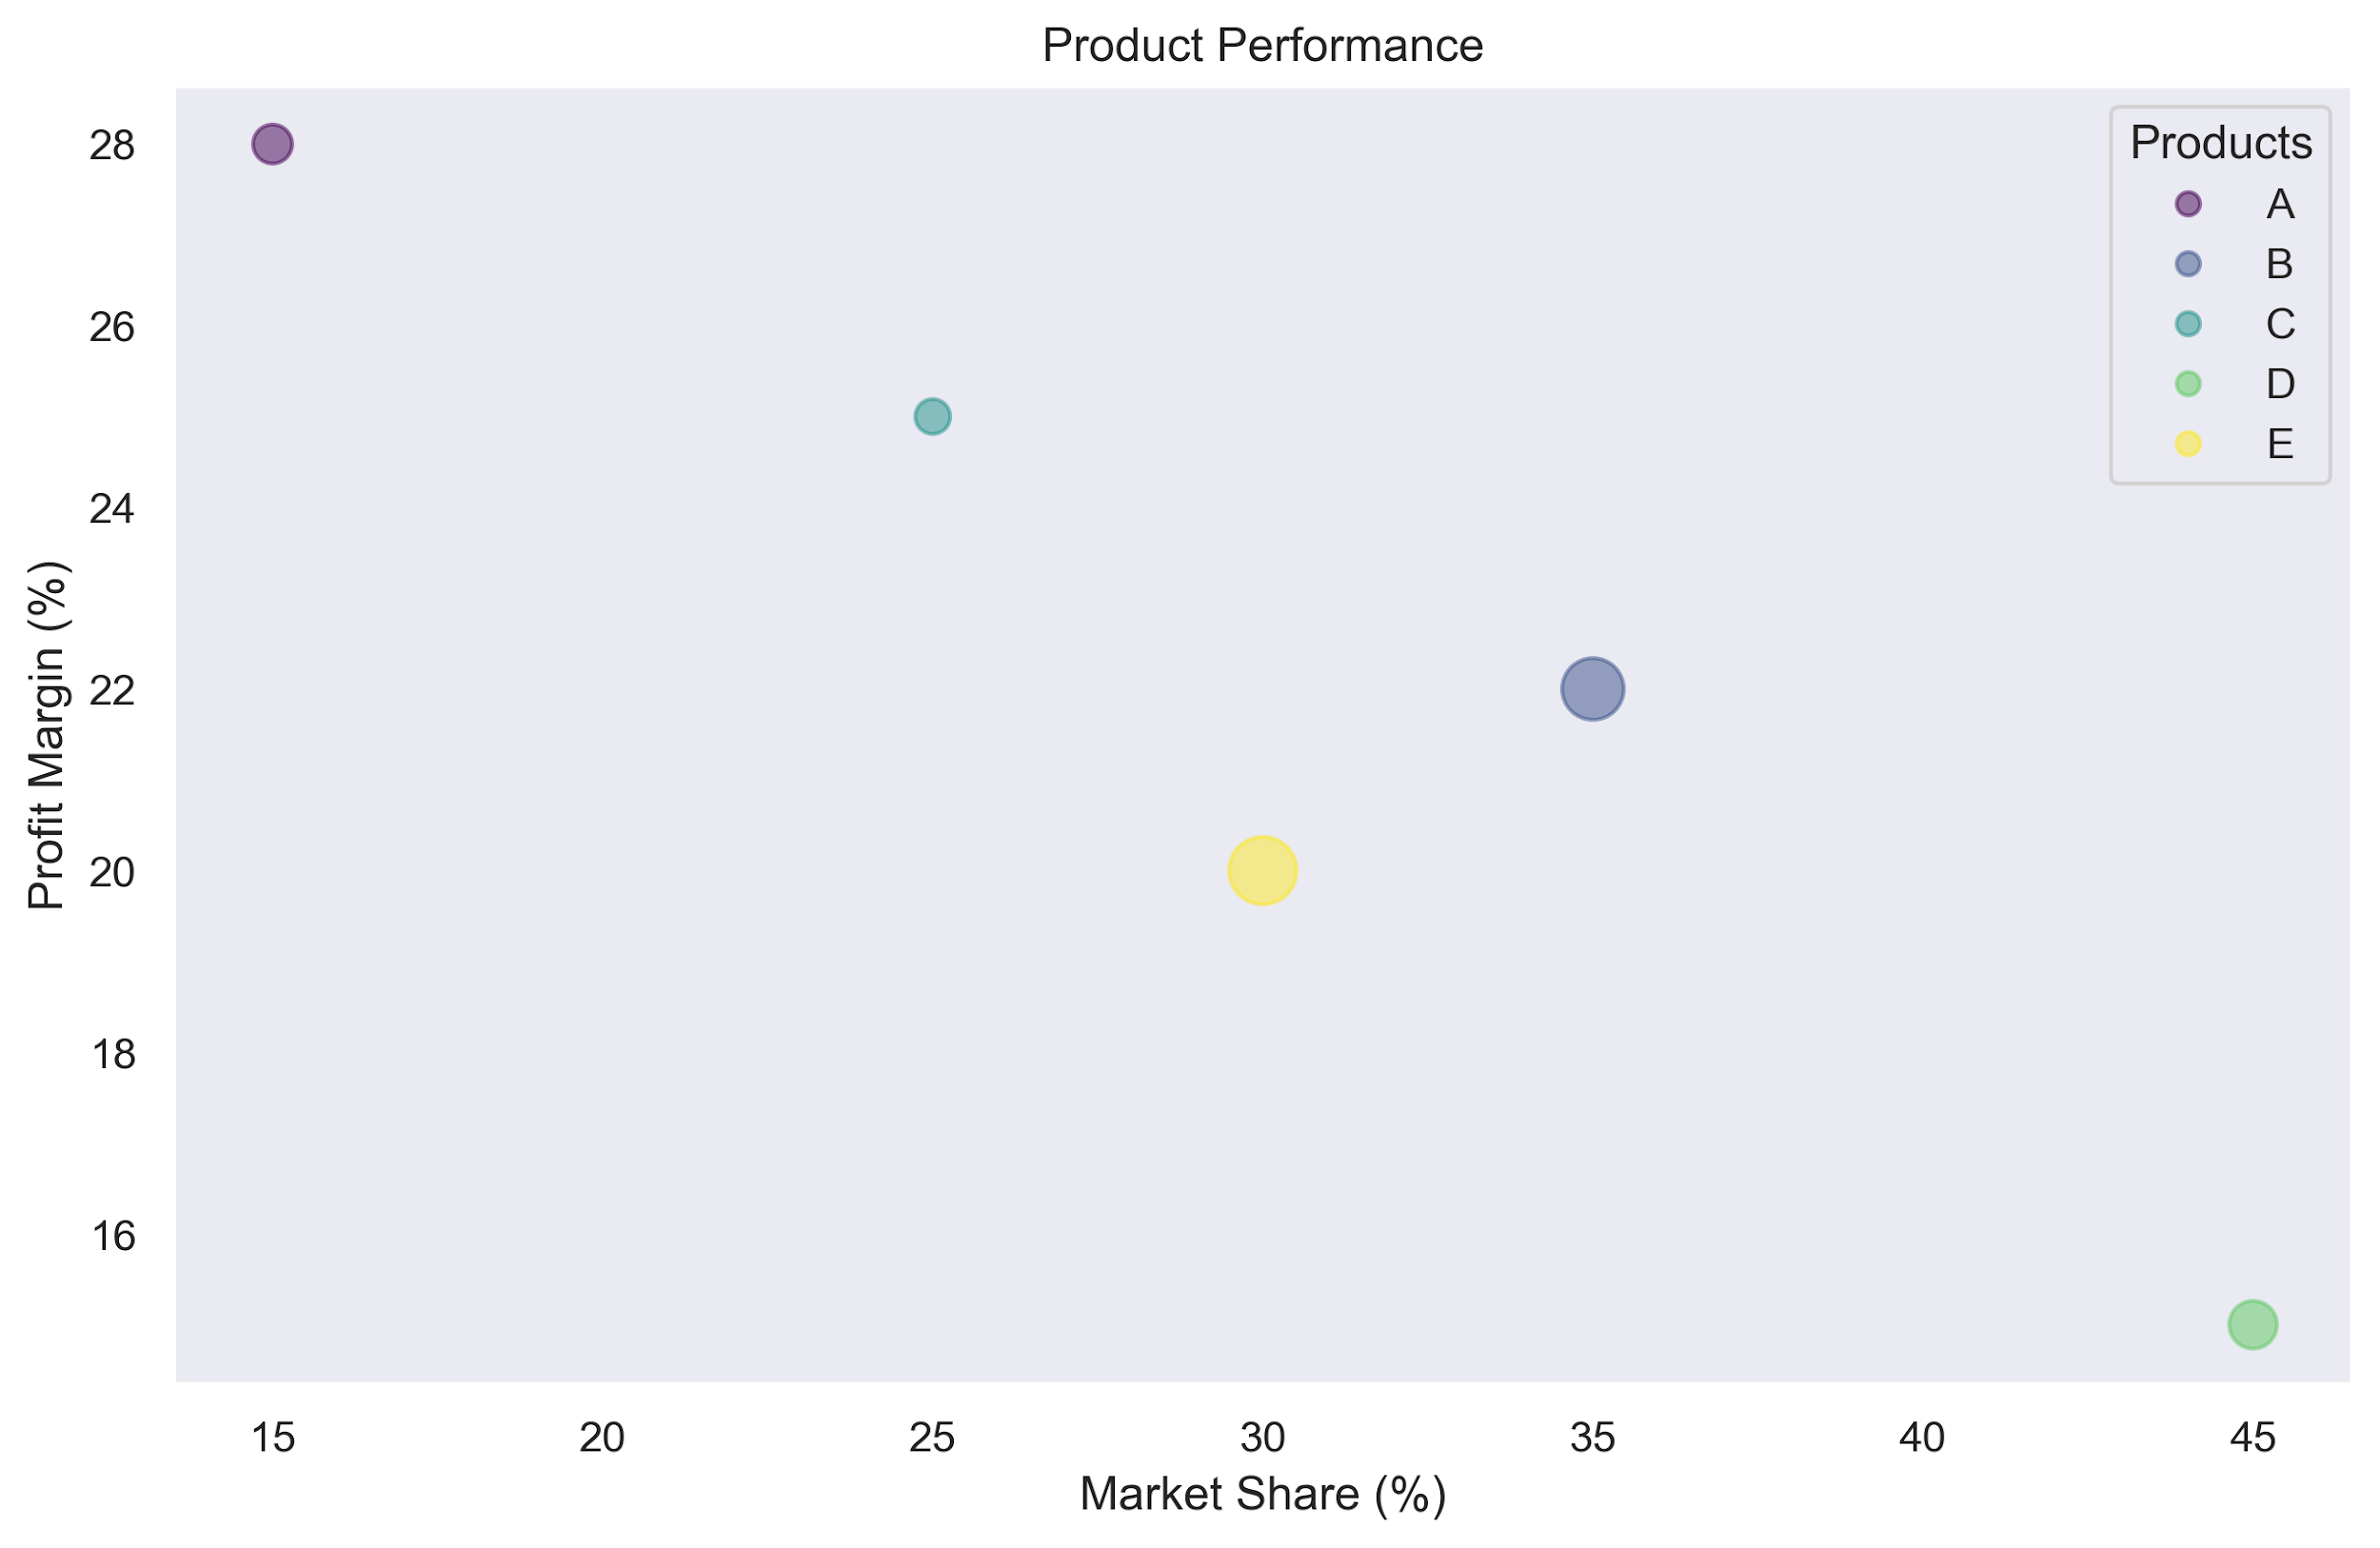 Product Performance
Products
A
B
C
D
E
Profit Margin (%)
28
26
24
22
20
18
16
15 20 25 30 35 40 45
Market Share (%)